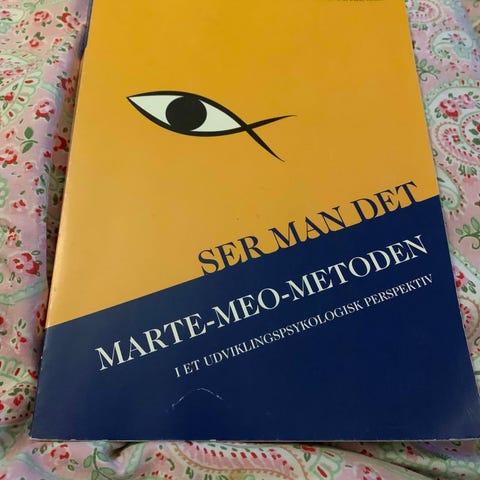 SER MAN DET
MARTE-MEO-METODEN
I ET UDVIKLINGSPSYKOLOGISK PERSPEKTIV